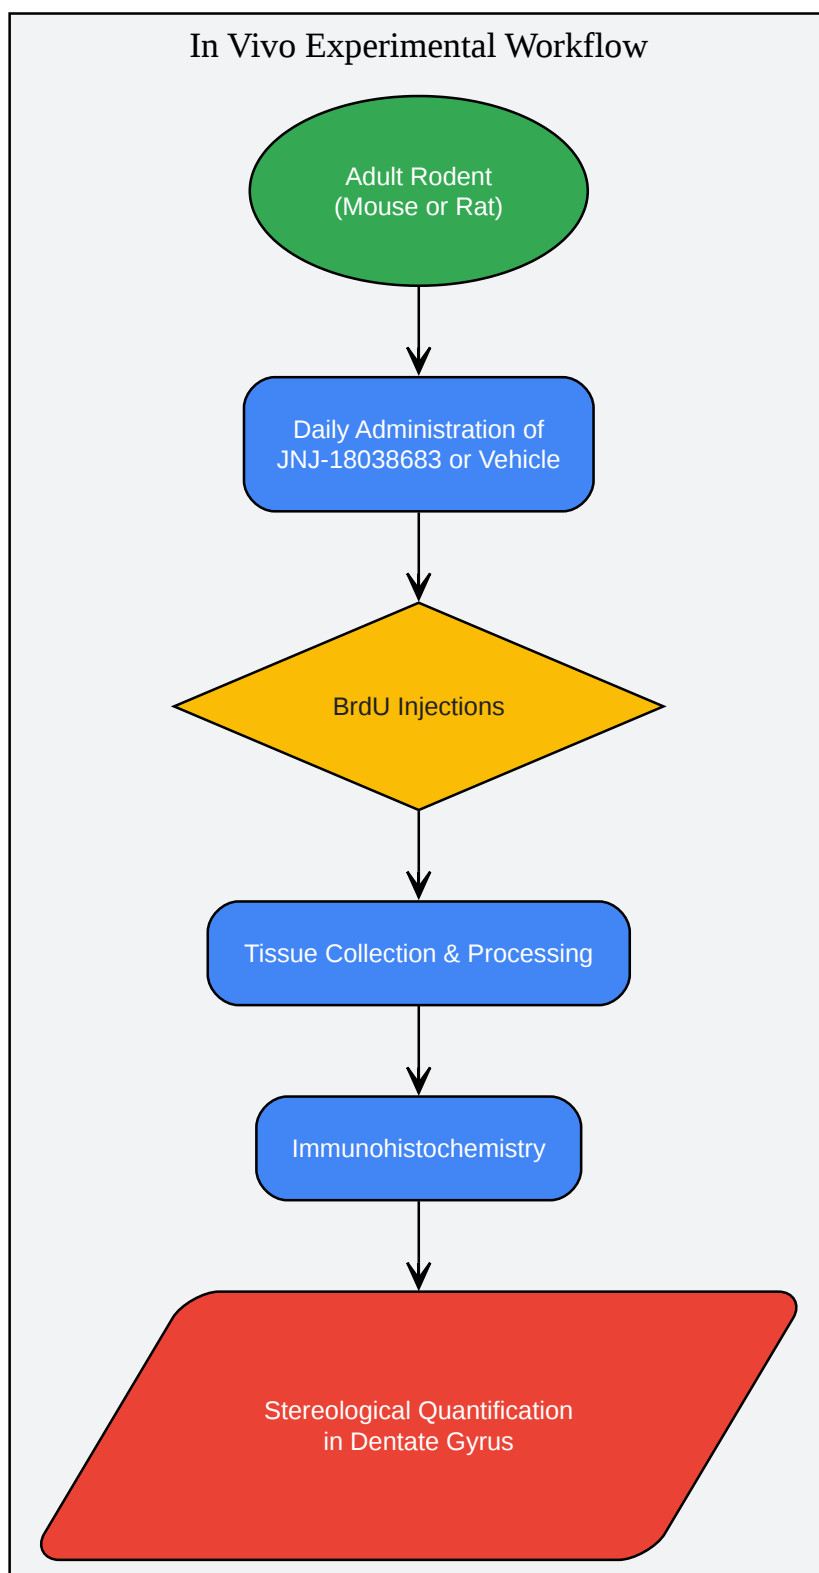 In Vivo Experimental Workflow
Adult Rodent
(Mouse or Rat)
Daily Administration of
JNJ-18038683 or Vehicle
BrdU Injections
Tissue Collection & Processing
Immunohistochemistry
Stereological Quantification
in Dentate Gyrus